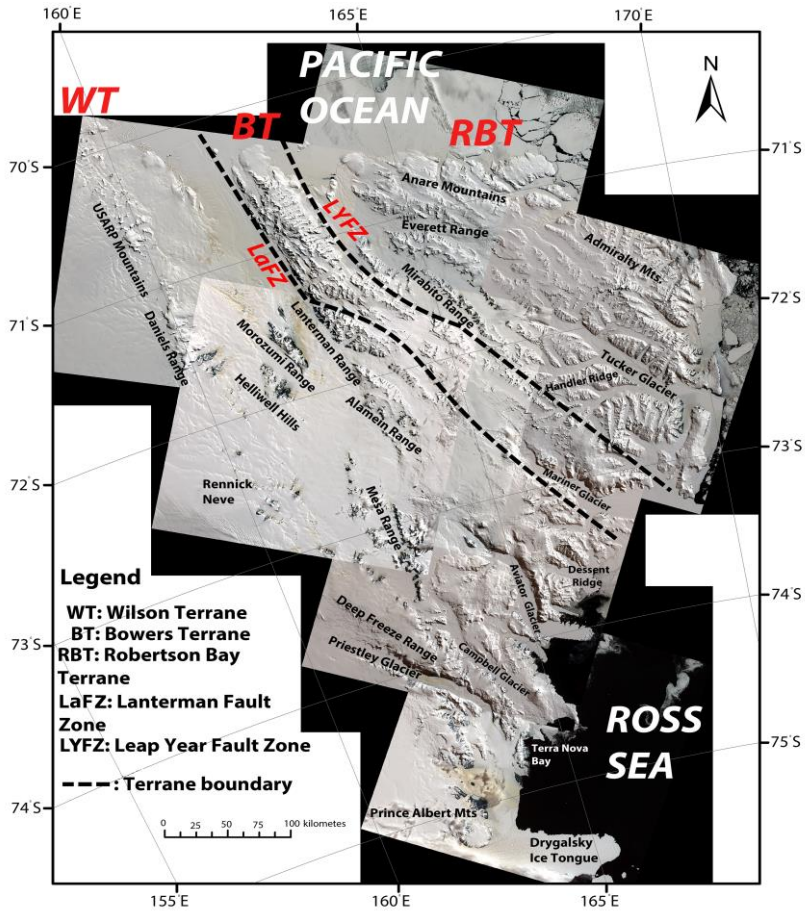 160°E
165°E
170°E
PACIFIC
OCEAN
N
WT
BT
RBT
70°S
71°S
Anare Mountains
USARP Mountains
LYFZ
Everett Range
Admiralty Mts.
LaFZ
Mirabito Range
71°S
72°S
Daniels Range
Lanterman Range
Morozumi Range
Tucker Glacier
Handler Ridge
Helliwell Hills
Alamein Range
73°S
72°S
Rennick
Neve
Mariner Glacier
Mesa Range
Legend
Dessent
Ridge
Aviator Glacier
74°S
WT: Wilson Terrane
BT: Bowers Terrane
RBT: Robertson Bay
Terrane
LaFZ: Lanterman Fault
Zone
LYFZ: Leap Year Fault Zone
: Terrane boundary
73°S
Deep Freeze Range
Priestley Glacier
Campbell Glacier
ROSS
SEA
75°S
Terra Nova
Bay
74°S
0 25 50 75 100 kilometes
Prince Albert Mts
Drygalsky
Ice Tongue
155°E
160°E
165°E